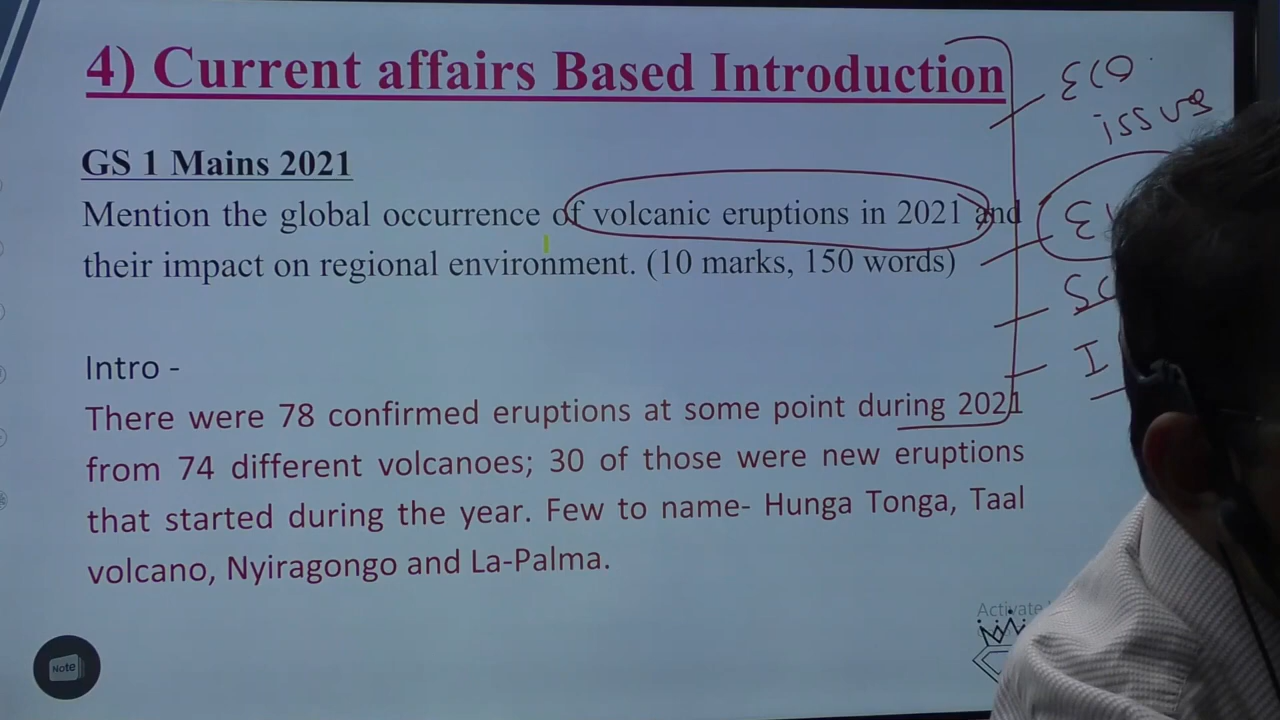 4) Current affairs Based Introduction
GS 1 Mains 2021
Mention the global occurrence of volcanic eruptions in 2021 and
their impact on regional environment. (10 marks, 150 words)
Intro -
There were 78 confirmed eruptions at some point during 2021
from 74 different volcanoes; 30 of those were new eruptions
that started during the year. Few to name- Hunga Tonga, Taal
volcano, Nyiragongo and La-Palma.
ECO
issues
I
Activate
Note